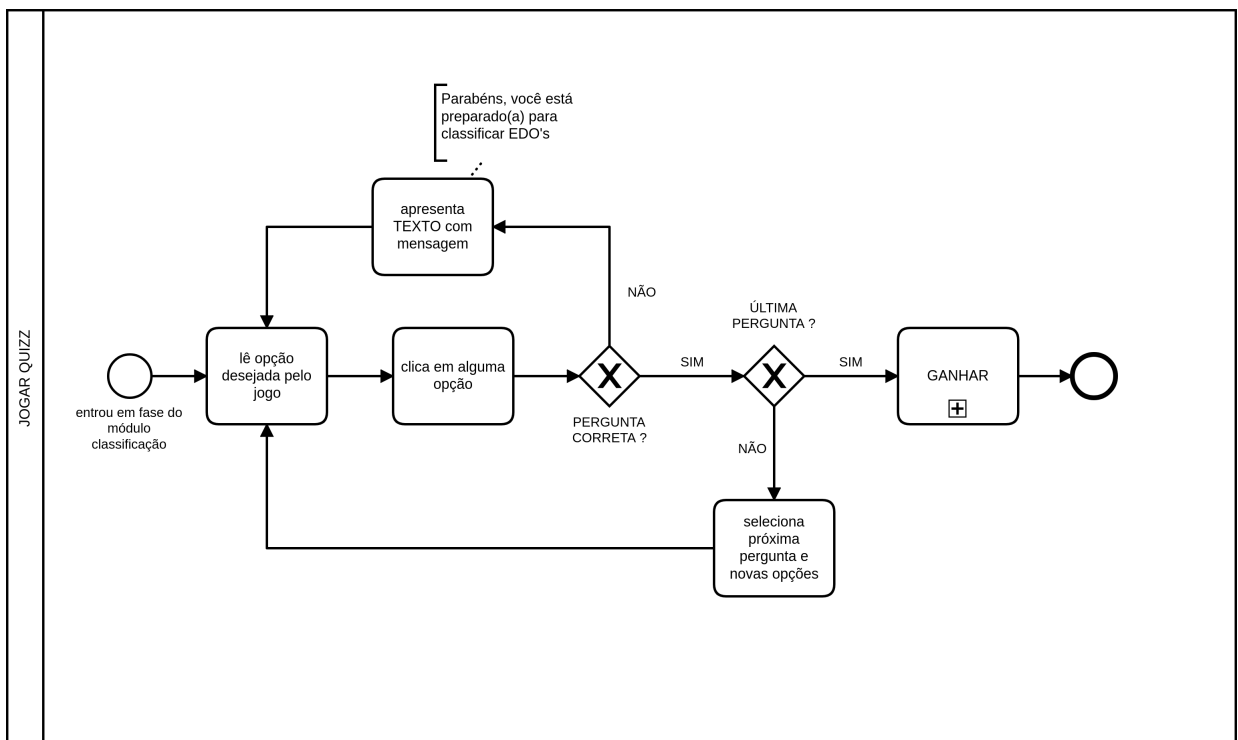 JOGAR QUIZZ
Parabéns, você está
preparado(a) para
classificar EDO's
apresenta
TEXTO com
mensagem
NÃO
ÚLTIMA
PERGUNTA ?
entrou em fase do
módulo
classificação
lê opção
desejada pelo
jogo
clica em alguma
opção
PERGUNTA
CORRETA ?
SIM
SIM
GANHAR
NÃO
seleciona
próxima
pergunta e
novas opções